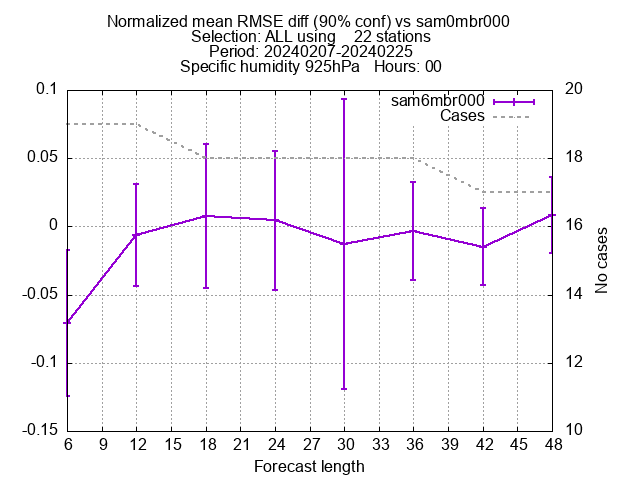 Normalized mean RMSE diff (90% conf) vs sam0mbr000
Selection: ALL using    22 stations
Period: 20240207-20240225
Specific humidity 925hPa   Hours: 00
0.1
0.05
0
-0.05
-0.1
-0.15
20
18
16
14
12
10
sam6mbr000
Cases
No cases
6 9 12 15 18 21 24 27 30 33 36 39 42 45 48
Forecast length